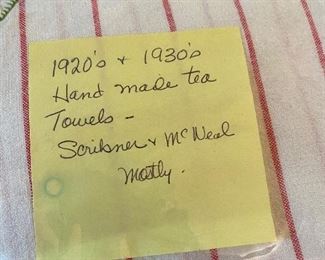 1920's + 1930's
Hand made tea
Towels -
Scribner & McNeal
Mostly.